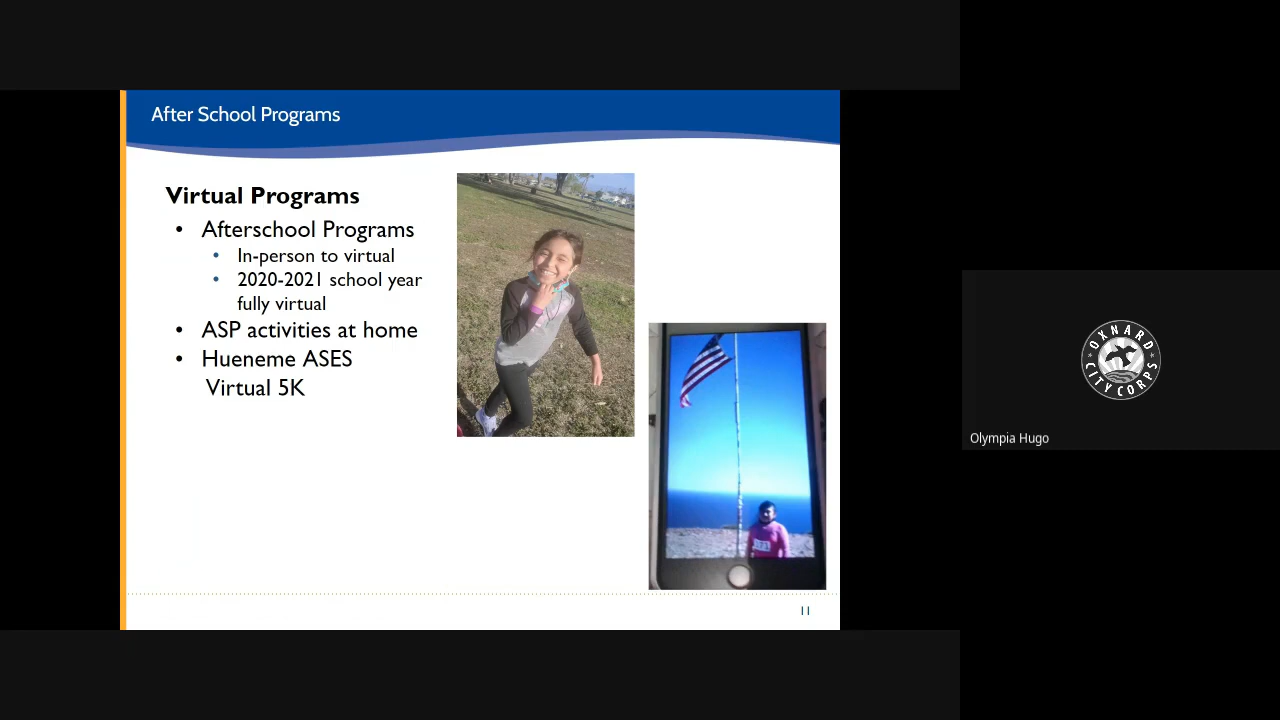 After School Programs
Virtual Programs
• Afterschool Programs
• In-person to virtual
• 2020-2021 school year
fully virtual
• ASP activities at home
• Hueneme ASES
Virtual 5K
11
OXNARD
CITY CORPS
Olympia Hugo